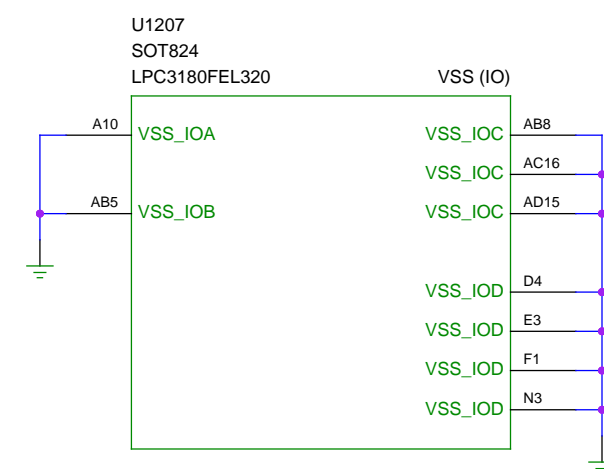 U1207
SOT824
LPC3180FEL320 VSS (IO)
A10 VSS_IOA VSS_IOC AB8
VSS_IOC AC16
AB5 VSS_IOB VSS_IOC AD15
VSS_IOD D4
VSS_IOD E3
VSS_IOD F1
VSS_IOD N3